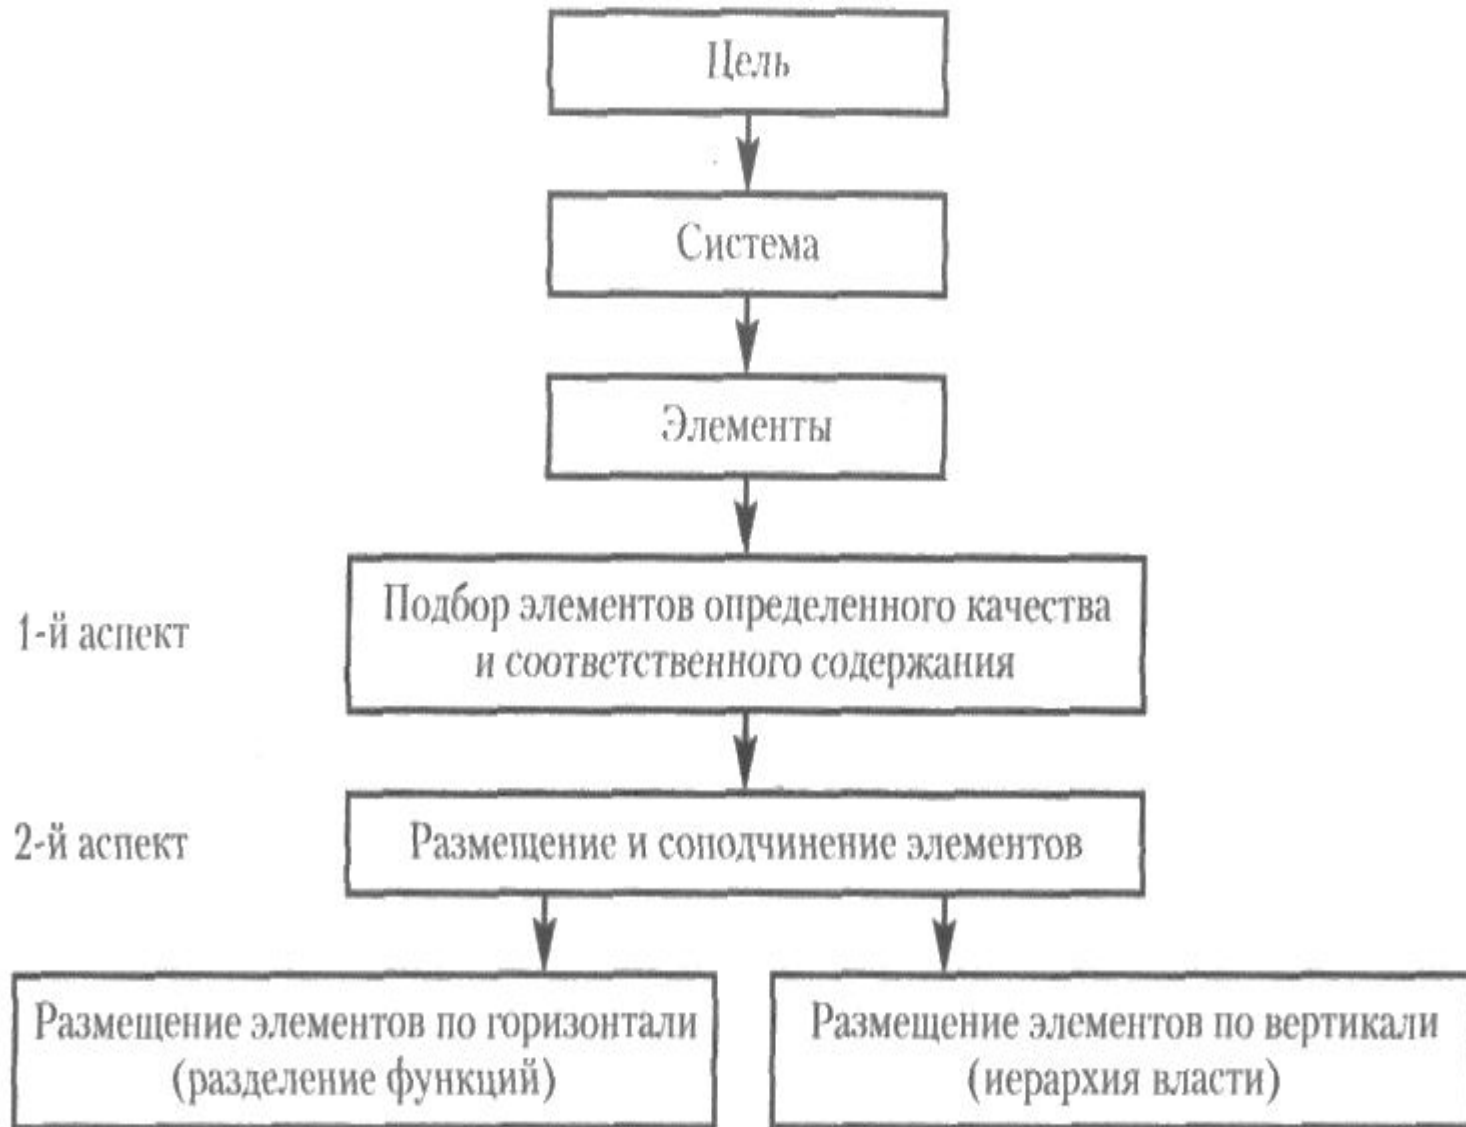 Цель
Система
Элементы
1-й аспект
Подбор элементов определенного качества
и соответственного содержания
2-й аспект
Размещение и соподчинение элементов
Размещение элементов по горизонтали
(разделение функций)
Размещение элементов по вертикали
(иерархия власти)